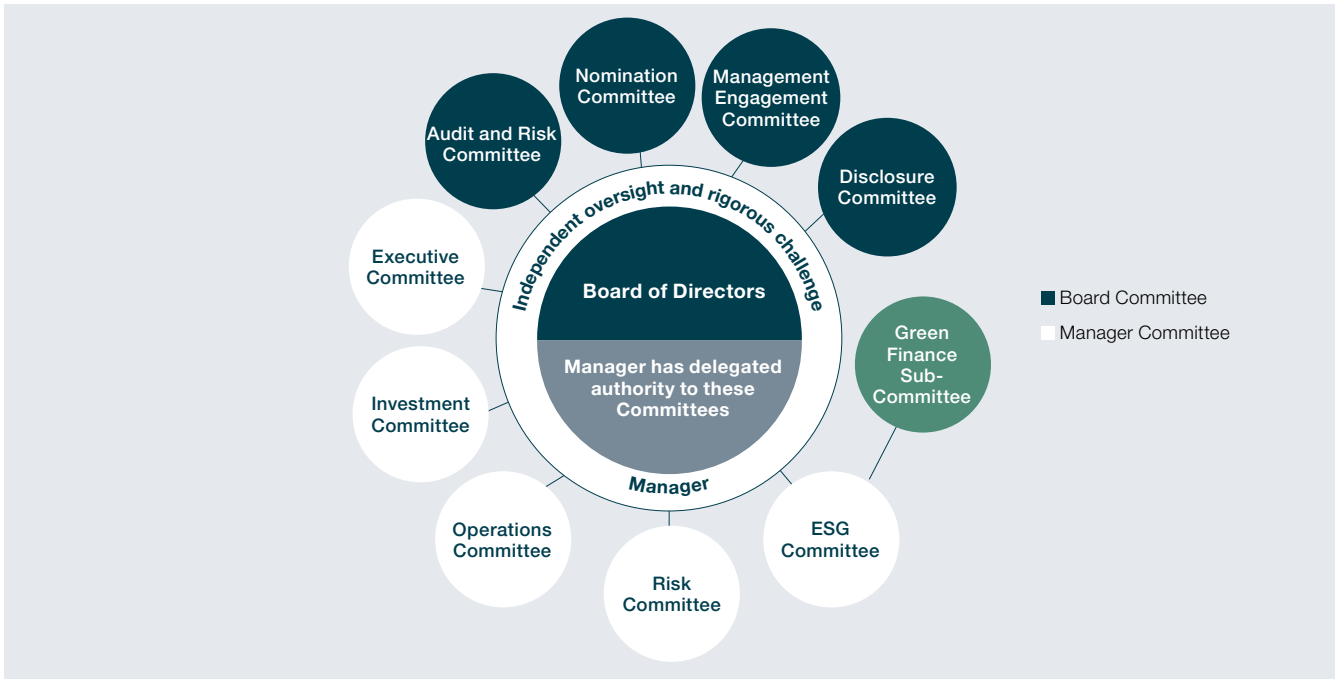 Nomination
Committee
Management
Engagement
Committee
Audit and Risk
Committee
Disclosure
Committee
Independent oversight and rigorous challenge
Executive
Committee
Board of Directors
Board Committee
Manager Committee
Green
Finance
Sub-
Committee
Manager has delegated
authority to these
Committees
Investment
Committee
Manager
Operations
Committee
ESG
Committee
Risk
Committee